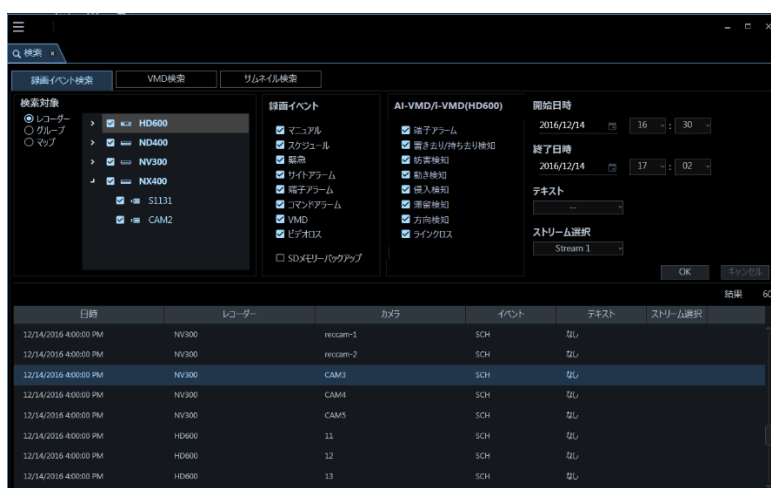 検索 ×
録画イベント検索 VMD検索 サムネイル検索
検索対象
レコーダー
グループ
マップ
HD600
ND400
NV300
NX400
S1131
CAM2
録画イベント
マニュアル
スケジュール
緊急
サイトアラーム
端子アラーム
コマンドアラーム
VMD
ビデオロス
SDメモリーバックアップ
AI-VMD/i-VMD(HD600)
端子アラーム
置き去り/持ち去り検知
妨害検知
動き検知
侵入検知
滞留検知
方向検知
ラインクロス
開始日時
2016/12/14 16 : 30
終了日時
2016/12/14 17 : 02
テキスト
---
ストリーム選択
Stream 1
OK キャンセル
結果 60
日時 レコーダー カメラ イベント テキスト ストリーム選択
12/14/2016 4:00:00 PM NV300 reccam-1 SCH なし
12/14/2016 4:00:00 PM NV300 reccam-2 SCH なし
12/14/2016 4:00:00 PM NV300 CAM3 SCH なし
12/14/2016 4:00:00 PM NV300 CAM4 SCH なし
12/14/2016 4:00:00 PM NV300 CAM5 SCH なし
12/14/2016 4:00:00 PM HD600 11 SCH なし
12/14/2016 4:00:00 PM HD600 12 SCH なし
12/14/2016 4:00:00 PM HD600 13 SCH なし